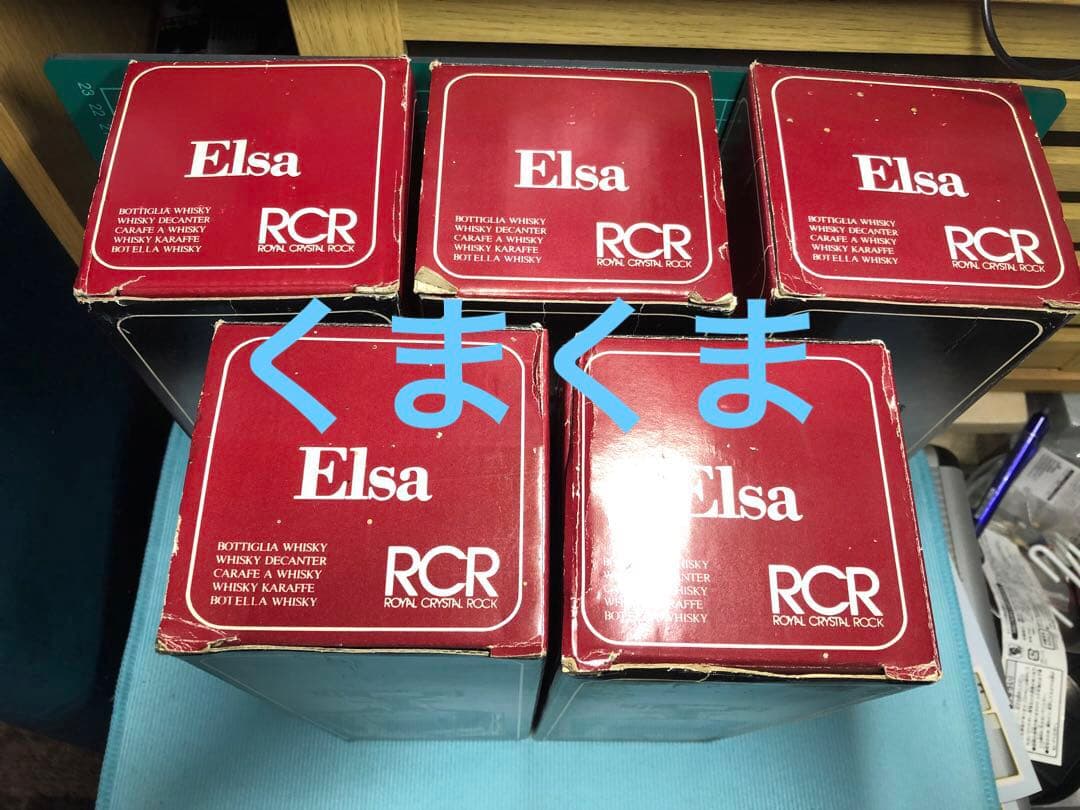 Elsa
BOTTIGLIA WHISKY
WHISKY DECANTER
CARAFE A WHISKY
WHISKY KARAFFE
BOTELLA WHISKY
RCR
ROYAL CRYSTAL ROCK
Elsa
BOTTIGLIA WHISKY
WHISKY DECANTER
CARAFE A WHISKY
WHISKY KARAFFE
BOTELLA WHISKY
RCR
ROYAL CRYSTAL ROCK
Elsa
BOTTIGLIA WHISKY
WHISKY DECANTER
CARAFE A WHISKY
WHISKY KARAFFE
BOTELLA WHISKY
RCR
ROYAL CRYSTAL ROCK
くまくま
Elsa
BOTTIGLIA WHISKY
WHISKY DECANTER
CARAFE A WHISKY
WHISKY KARAFFE
BOTELLA WHISKY
RCR
ROYAL CRYSTAL ROCK
Elsa
WHISKY
RCR
ROYAL CRYSTAL ROCK
23
22